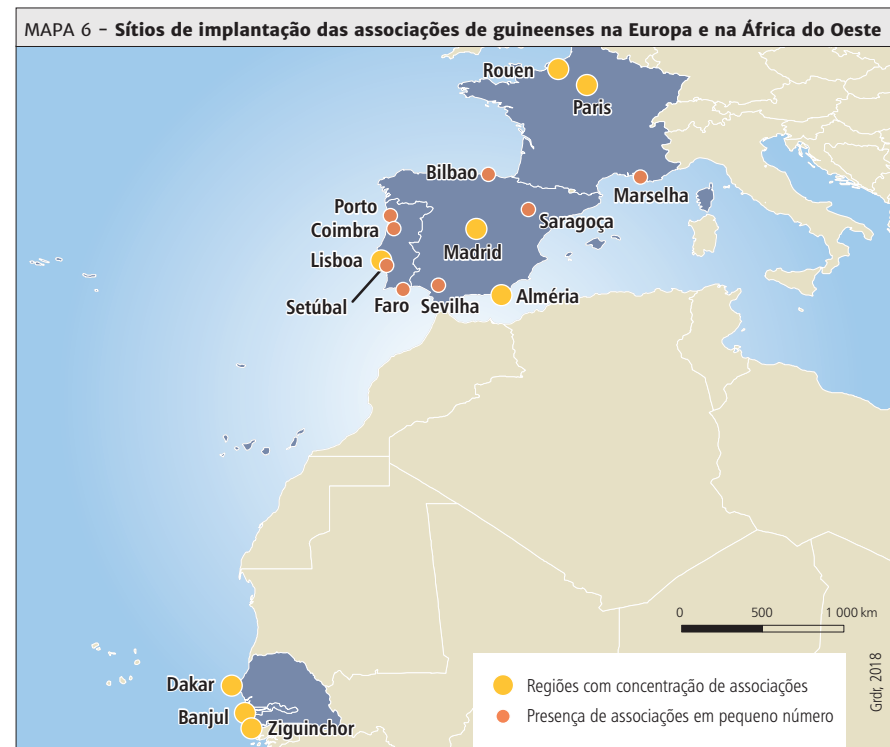 MAPA 6 – Sítios de implantação das associações de guineenses na Europa e na África do Oeste
Rouen
Paris
Bilbao
Marselha
Porto
Saragoça
Coimbra
Madrid
Lisboa
Setúbal
Faro
Sevilha
Alméria
0 500 1 000 km
Dakar
Banjul
Ziguinchor
Regiões com concentração de associações
Presença de associações em pequeno número
Grdr, 2018